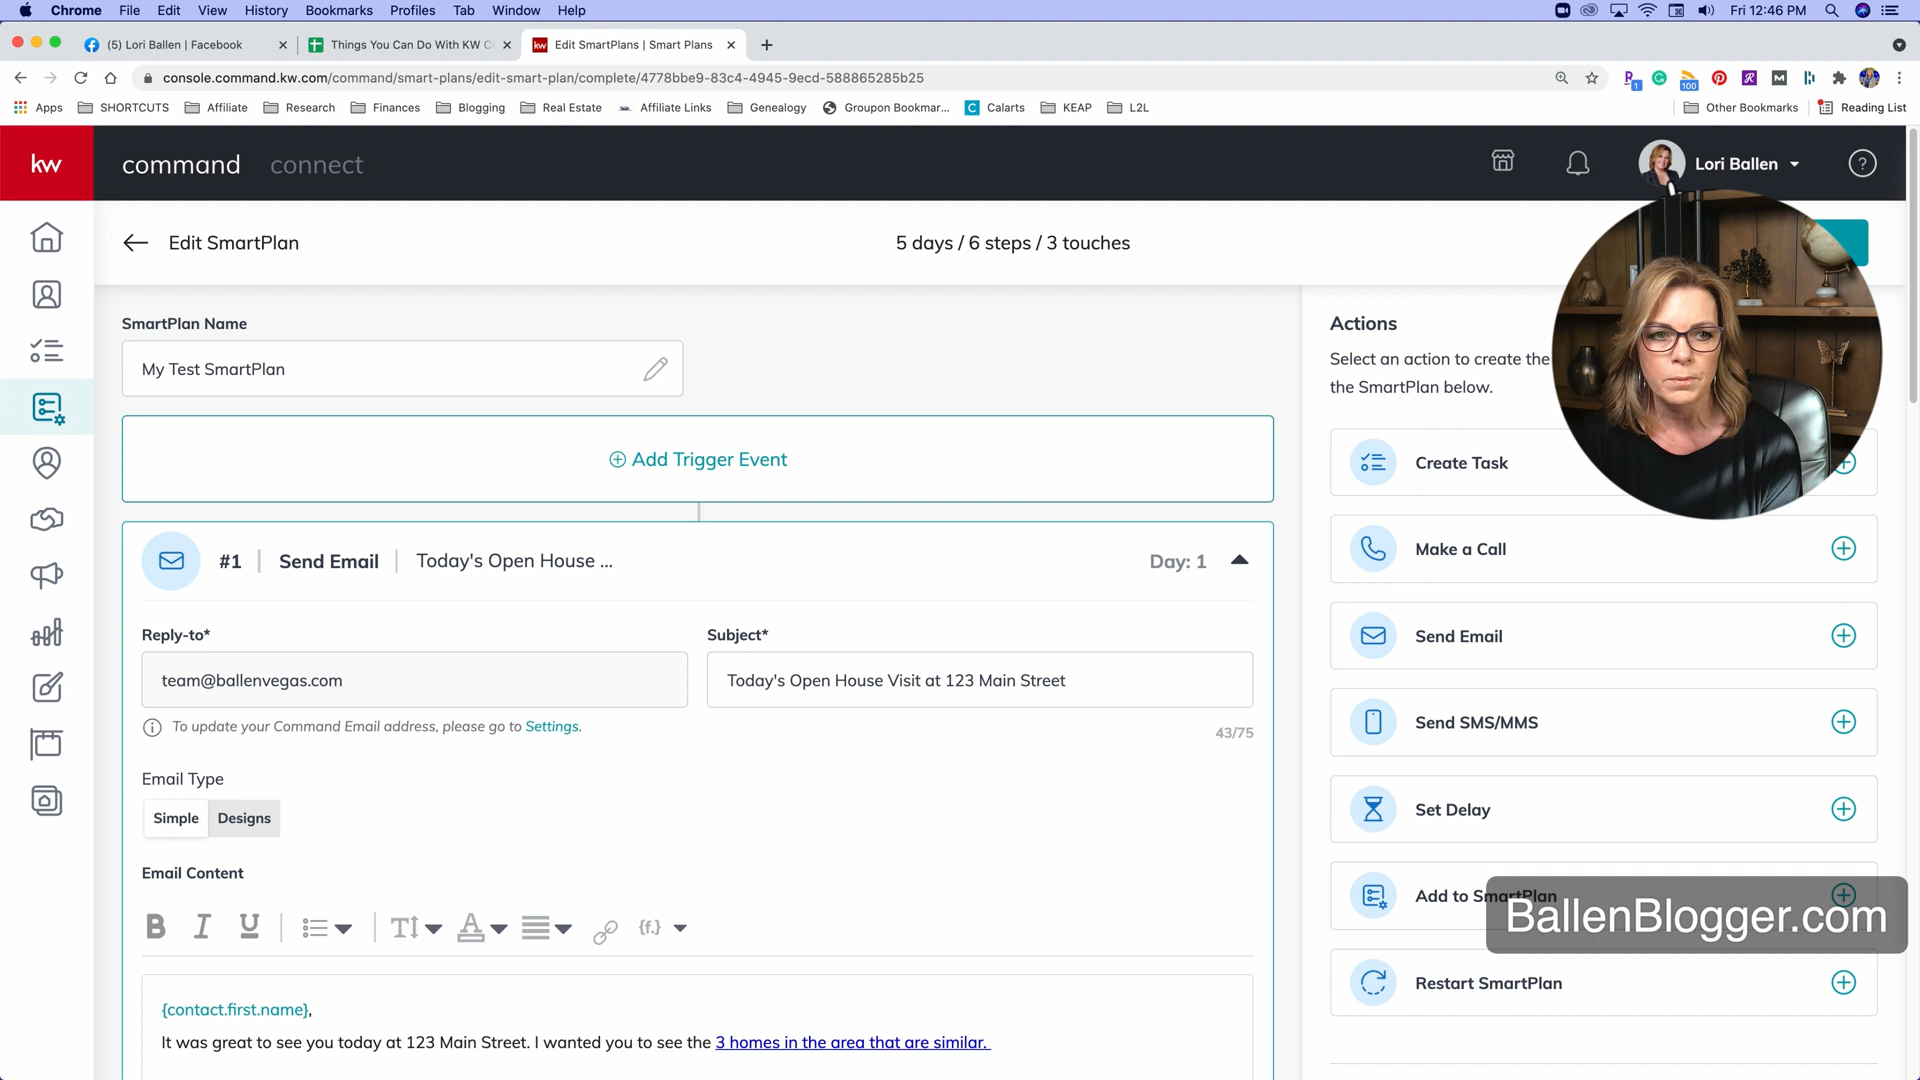 Chrome File Edit View History Bookmarks Profiles Tab Window Help Fri 12:46 PM
(5) Lori Ballen | Facebook Things You Can Do With KW C Edit SmartPlans | Smart Plans
console.command.kw.com/command/smart-plans/edit-smart-plan/complete/4778bbe9-83c4-4945-9ecd-588865285b25
1 100
Apps SHORTCUTS Affiliate Research Finances Blogging Real Estate Affiliate Links Genealogy Groupon Bookmar... Calarts KEAP L2L Other Bookmarks Reading List
kw command connect Lori Ballen
Edit SmartPlan 5 days / 6 steps / 3 touches
SmartPlan Name
My Test SmartPlan
Add Trigger Event
#1 Send Email Today's Open House ... Day: 1
Reply-to* Subject*
team@ballenvegas.com Today's Open House Visit at 123 Main Street
To update your Command Email address, please go to Settings.
43/75
Email Type
Simple Designs
Email Content
B I U TI A {f.}
{contact.first.name},
It was great to see you today at 123 Main Street. I wanted you to see the 3 homes in the area that are similar.
Actions
Select an action to create the
the SmartPlan below.
Create Task
Make a Call
Send Email
Send SMS/MMS
Set Delay
Add to SmartPlan
BallenBlogger.com
Restart SmartPlan